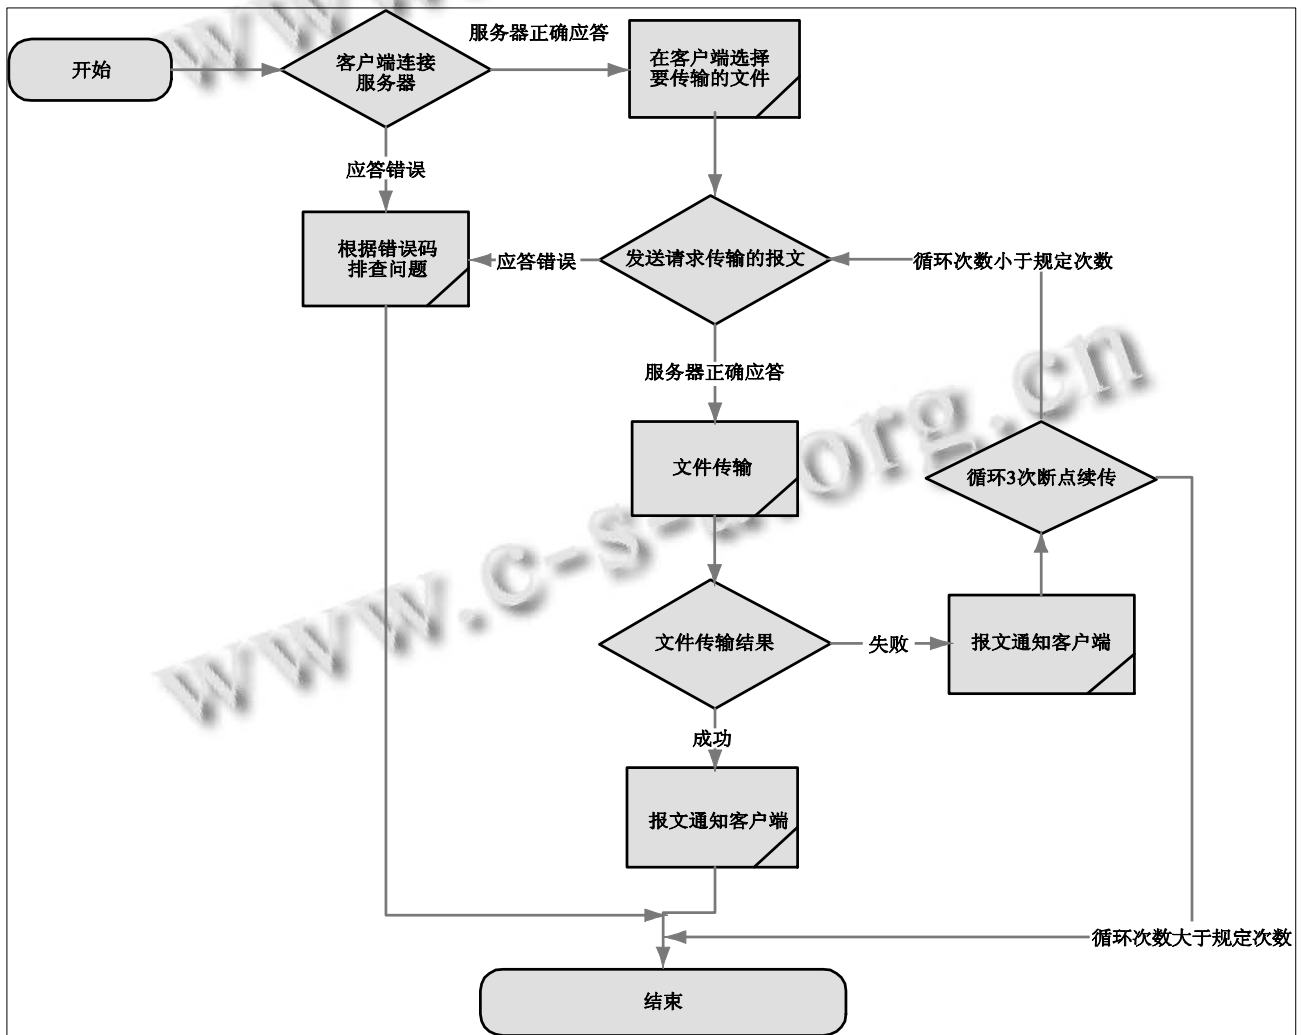 开始
客户端连接
服务器
服务器正确应答
在客户端选择
要传输的文件
应答错误
根据错误码
排查问题
应答错误
发送请求传输的报文
循环次数小于规定次数
服务器正确应答
文件传输
循环3次断点续传
文件传输结果
失败
报文通知客户端
成功
报文通知客户端
循环次数大于规定次数
结束
www.c-s-a.org.cn